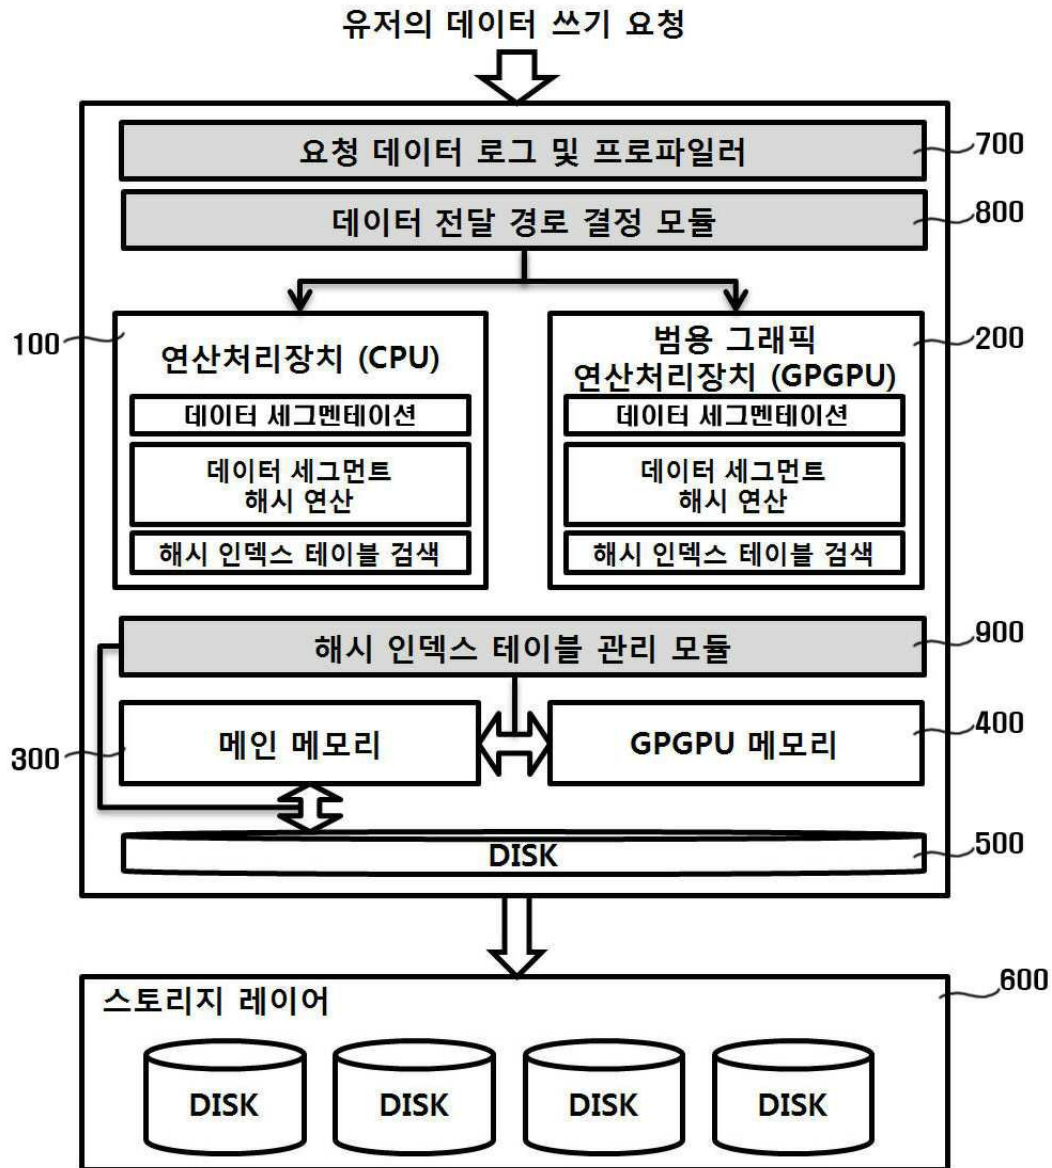 유저의 데이터 쓰기 요청
요청 데이터 로그 및 프로파일러
700
데이터 전달 경로 결정 모듈
800
100
연산처리장치 (CPU)
데이터 세그멘테이션
데이터 세그먼트
해시 연산
해시 인덱스 테이블 검색
범용 그래픽
연산처리장치 (GPGPU)
200
데이터 세그멘테이션
데이터 세그먼트
해시 연산
해시 인덱스 테이블 검색
해시 인덱스 테이블 관리 모듈
900
300
메인 메모리
GPGPU 메모리
400
DISK
500
스토리지 레이어
600
DISK
DISK
DISK
DISK